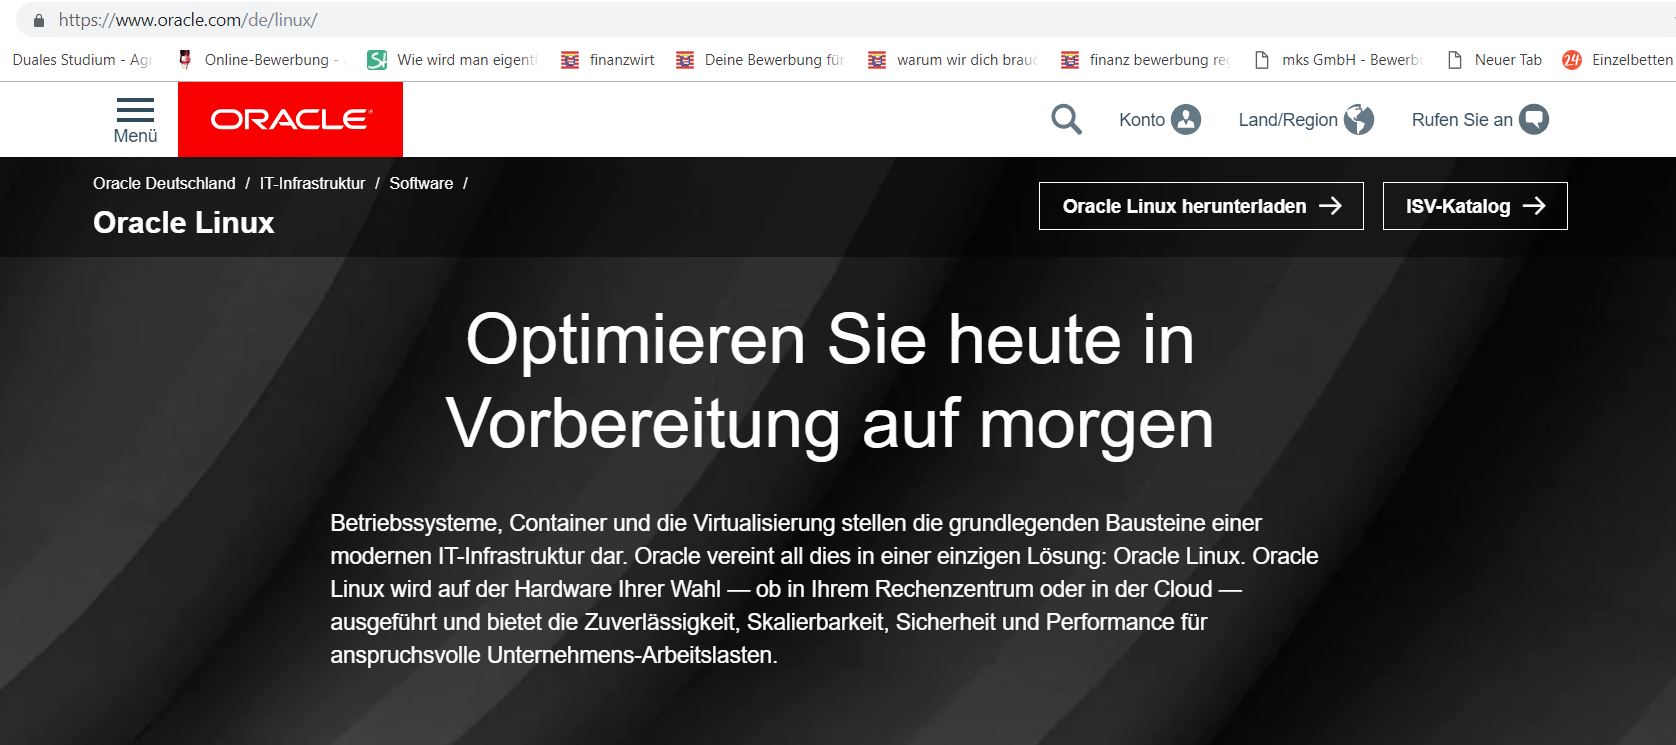 https://www.oracle.com/de/linux/
Duales Studium - Agr Online-Bewerbung - Wie wird man eigentl finanzwirt Deine Bewerbung für warum wir dich brauc finanz bewerbung reg mks GmbH - Bewerb Neuer Tab 24 Einzelbetten
Menü ORACLE Konto Land/Region Rufen Sie an
Oracle Deutschland / IT-Infrastruktur / Software /
Oracle Linux
Oracle Linux herunterladen → ISV-Katalog →
Optimieren Sie heute in
Vorbereitung auf morgen
Betriebssysteme, Container und die Virtualisierung stellen die grundlegenden Bausteine einer
modernen IT-Infrastruktur dar. Oracle vereint all dies in einer einzigen Lösung: Oracle Linux. Oracle
Linux wird auf der Hardware Ihrer Wahl — ob in Ihrem Rechenzentrum oder in der Cloud —
ausgeführt und bietet die Zuverlässigkeit, Skalierbarkeit, Sicherheit und Performance für
anspruchsvolle Unternehmens-Arbeitslasten.